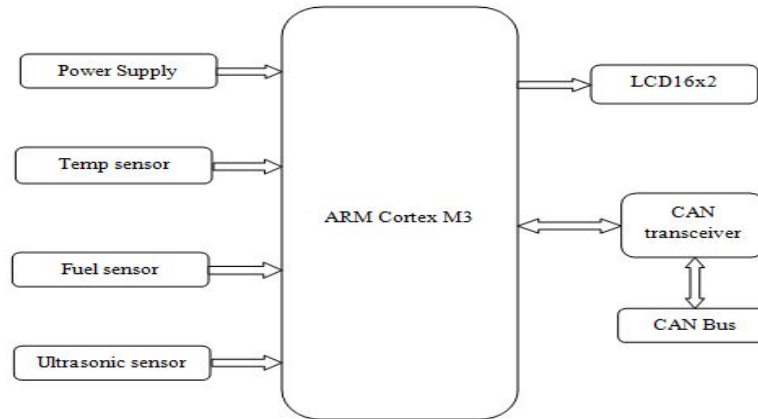 Power Supply
Temp sensor
Fuel sensor
Ultrasonic sensor
ARM Cortex M3
LCD16x2
CAN
transceiver
CAN Bus